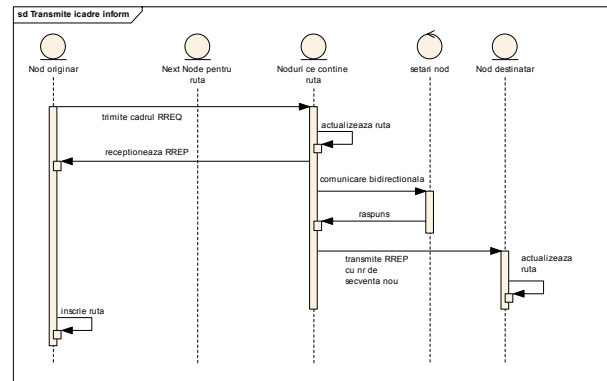 sd Transmite icadre inform
Nod originar
Next Node pentru
ruta
Noduri ce contine
ruta
setari nod
Nod destinatar
trimite cadrul RREQ
actualizeaza ruta
receptioneaza RREP
comunicare bidirectionala
raspuns
transmite RREP
cu nr de
secventa nou
actualizeaza
ruta
inscrie ruta